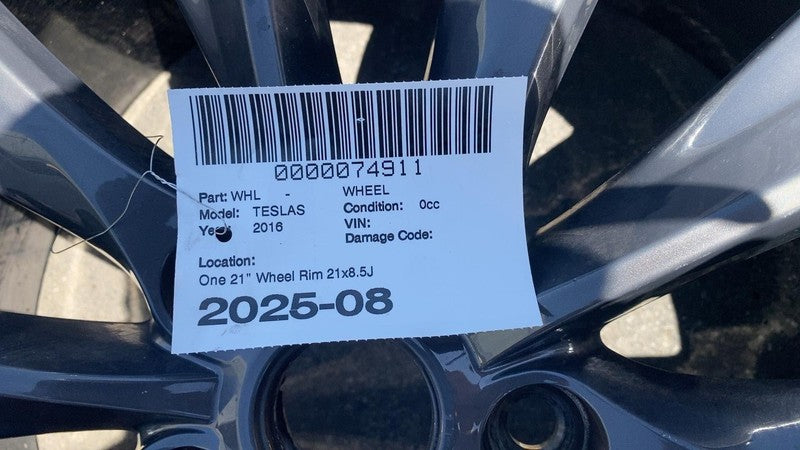 0000074911
Part: WHL - WHEEL
Model: TESLAS Condition: 0cc
Year: 2016 VIN:
Damage Code:
Location:
One 21" Wheel Rim 21x8.5J
2025-08